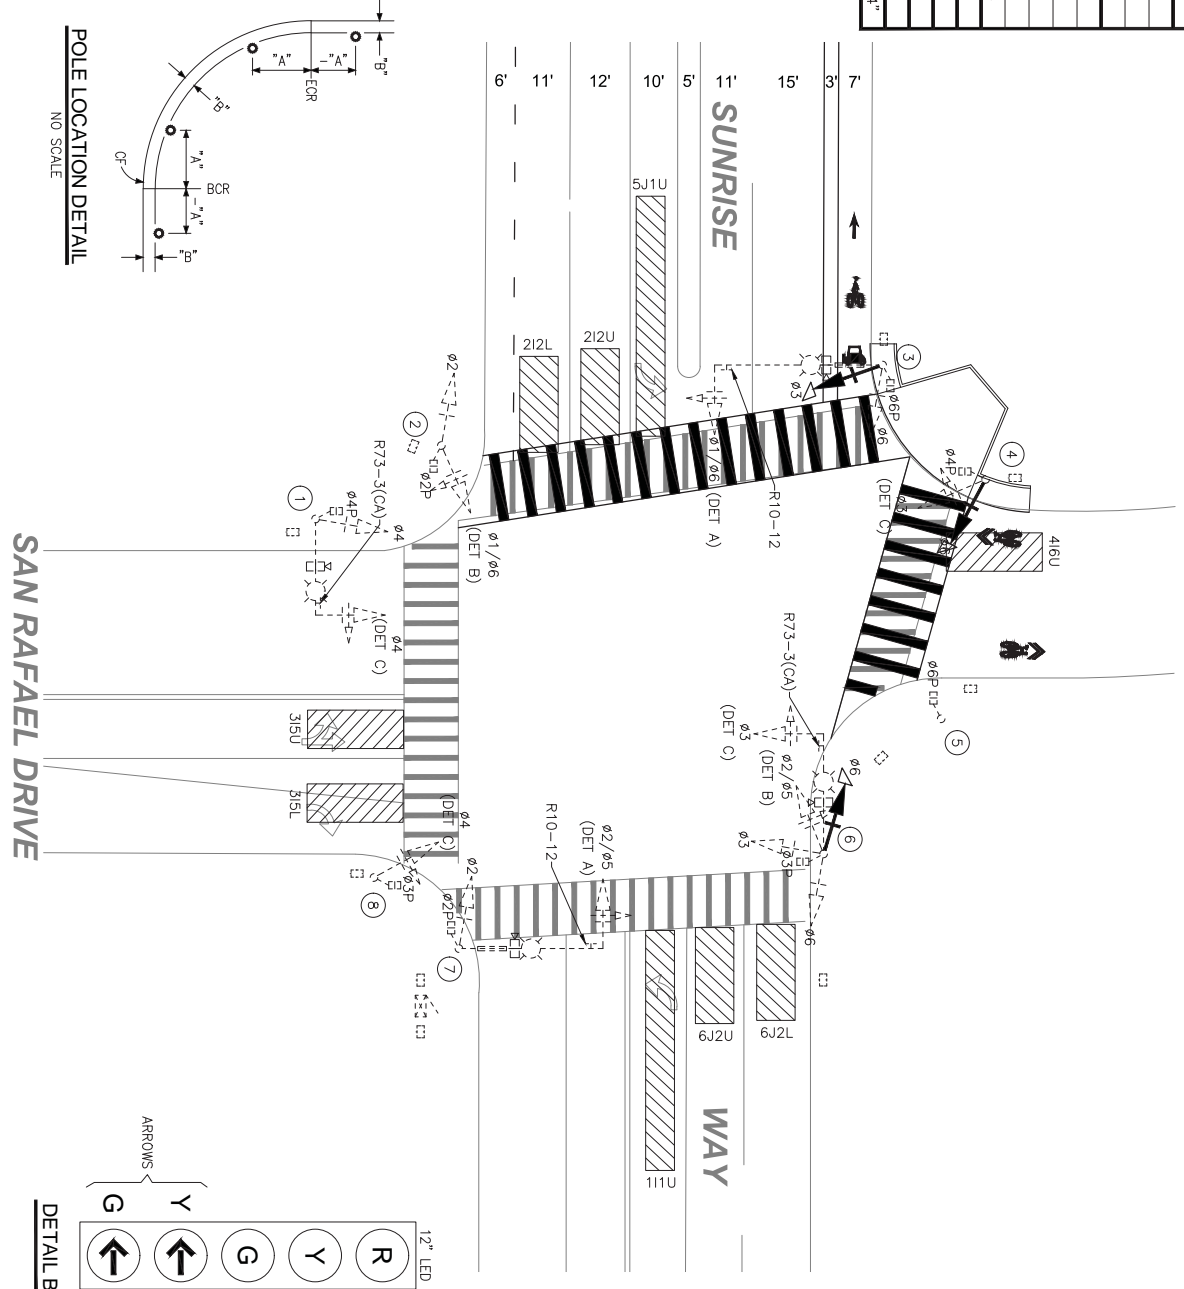 4"
POLE LOCATION DETAIL
NO SCALE
"A"
-"A"
"B"
ECR
"B"
"A"
-"A"
BCR
CF
"B"
6'
11'
12'
10'
5'
11'
15'
3'
7'
SUNRISE
5J1U
2I2L
2I2U
ø2
2
ø2P
R73-3(CA)
1
ø4P
ø4
ø1/ø6
(DET B)
ø4
(DET C)
ø1/ø6
(DET A)
R10-12
ø3
3
ø6P
ø6
4
ø4P
ø3
(DET C)
4I6U
SAN RAFAEL DRIVE
3I5U
3I5L
R73-3(CA)
ø3
(DET C)
ø2/ø5
(DET B)
ø6P
5
ø6
6
ø3
ø3P
ø6
R10-12
ø2/ø5
(DET A)
ø4
(DET C)
ø3P
8
ø2
ø2P
7
6J2U
6J2L
1I1U
WAY
ARROWS
G
Y
G
Y
R
12" LED
DETAIL B